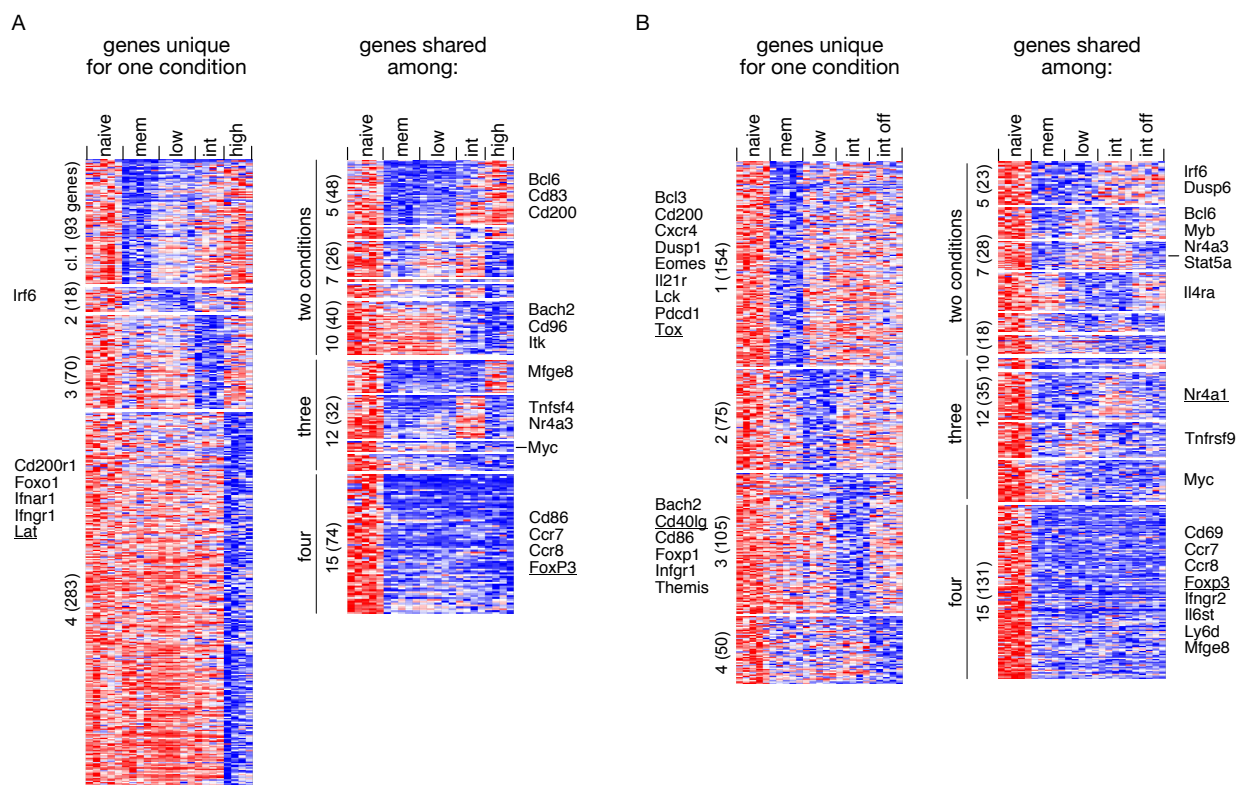 A
genes unique
for one condition
naive
mem
low
int
high
cl.1 (93 genes)
2 (18)
3 (70)
4 (283)
Irf6
Cd200r1
Foxo1
Ifnar1
Ifngr1
Lat
genes shared
among:
naive
mem
low
int
high
two conditions
5 (48)
7 (26)
10 (40)
three
12 (32)
four
15 (74)
Bcl6
Cd83
Cd200
Bach2
Cd96
Itk
Mfge8
Tnfsf4
Nr4a3
Myc
Cd86
Ccr7
Ccr8
FoxP3
B
genes unique
for one condition
naive
mem
low
int
int off
1 (154)
2 (75)
3 (105)
4 (50)
Bcl3
Cd200
Cxcr4
Dusp1
Eomes
Il21r
Lck
Pdcd1
Tox
Bach2
Cd40lg
Cd86
Foxp1
Infgr1
Themis
genes shared
among:
naive
mem
low
int
int off
two conditions
5 (23)
7 (28)
10 (18)
three
12 (35)
four
15 (131)
Irf6
Dusp6
Bcl6
Myb
Nr4a3
Stat5a
Il4ra
Nr4a1
Tnfrsf9
Myc
Cd69
Ccr7
Ccr8
Foxp3
Ifngr2
Il6st
Ly6d
Mfge8